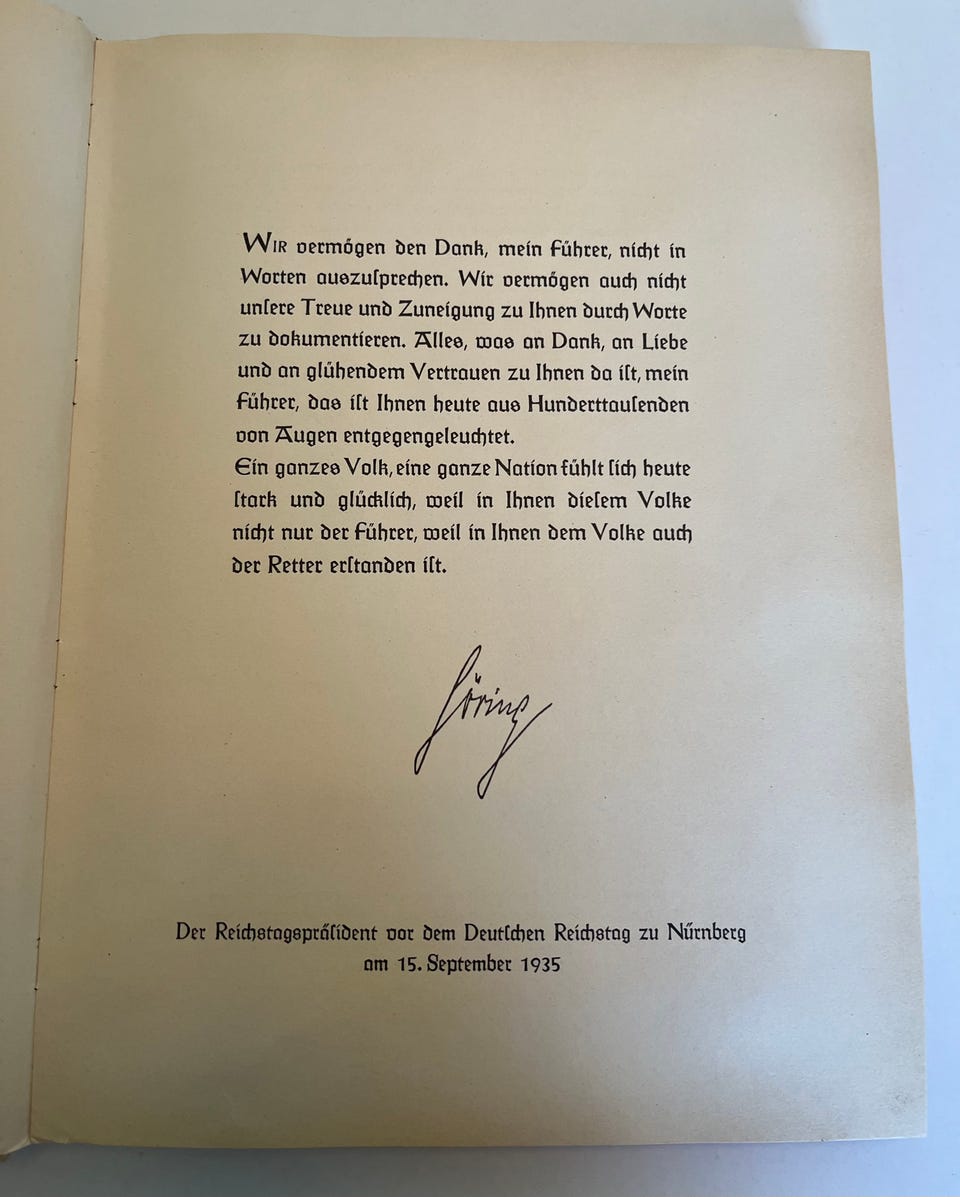 WIR vermögen den Dank, mein Führer, nicht in
Worten auszusprechen. Wir vermögen auch nicht
unsere Treue und Zuneigung zu Ihnen durch Worte
zu dokumentieren. Alles, was an Dank, an Liebe
und an glühendem Vertrauen zu Ihnen da ist, mein
Führer, das ist Ihnen heute aus Hunderttausenden
von Augen entgegengeleuchtet.
Ein ganzes Volk, eine ganze Nation fühlt sich heute
stark und glücklich, weil in Ihnen diesem Volke
nicht nur der Führer, weil in Ihnen dem Volke auch
der Retter erstanden ist.
Göring
Der Reichstagspräsident vor dem Deutschen Reichstag zu Nürnberg
am 15. September 1935